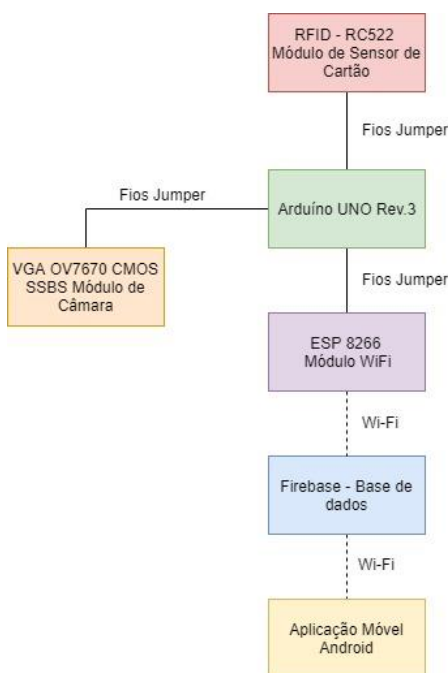 RFID - RC522
Módulo de Sensor de
Cartão
Fios Jumper
Fios Jumper
Arduíno UNO Rev.3
VGA OV7670 CMOS
SSBS Módulo de
Câmara
Fios Jumper
ESP 8266
Módulo WiFi
Wi-Fi
Firebase - Base de
dados
Wi-Fi
Aplicação Móvel
Android